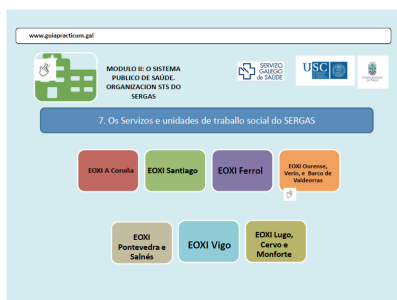 www.guiapracticum.gal
MODULO II: O SISTEMA
PUBLICO DE SAÚDE.
ORGANIZACION STS DO
SERGAS
SERVIZO
GALEGO
de SAÚDE
USC
7. Os Servizos e unidades de traballo social do SERGAS
EOXI A Coruña
EOXI Santiago
EOXI Ferrol
EOXI Ourense,
Verin, e Barco de
Valdeorras
EOXI
Pontevedra e
Salnés
EOXI Vigo
EOXI Lugo,
Cervo e
Monforte